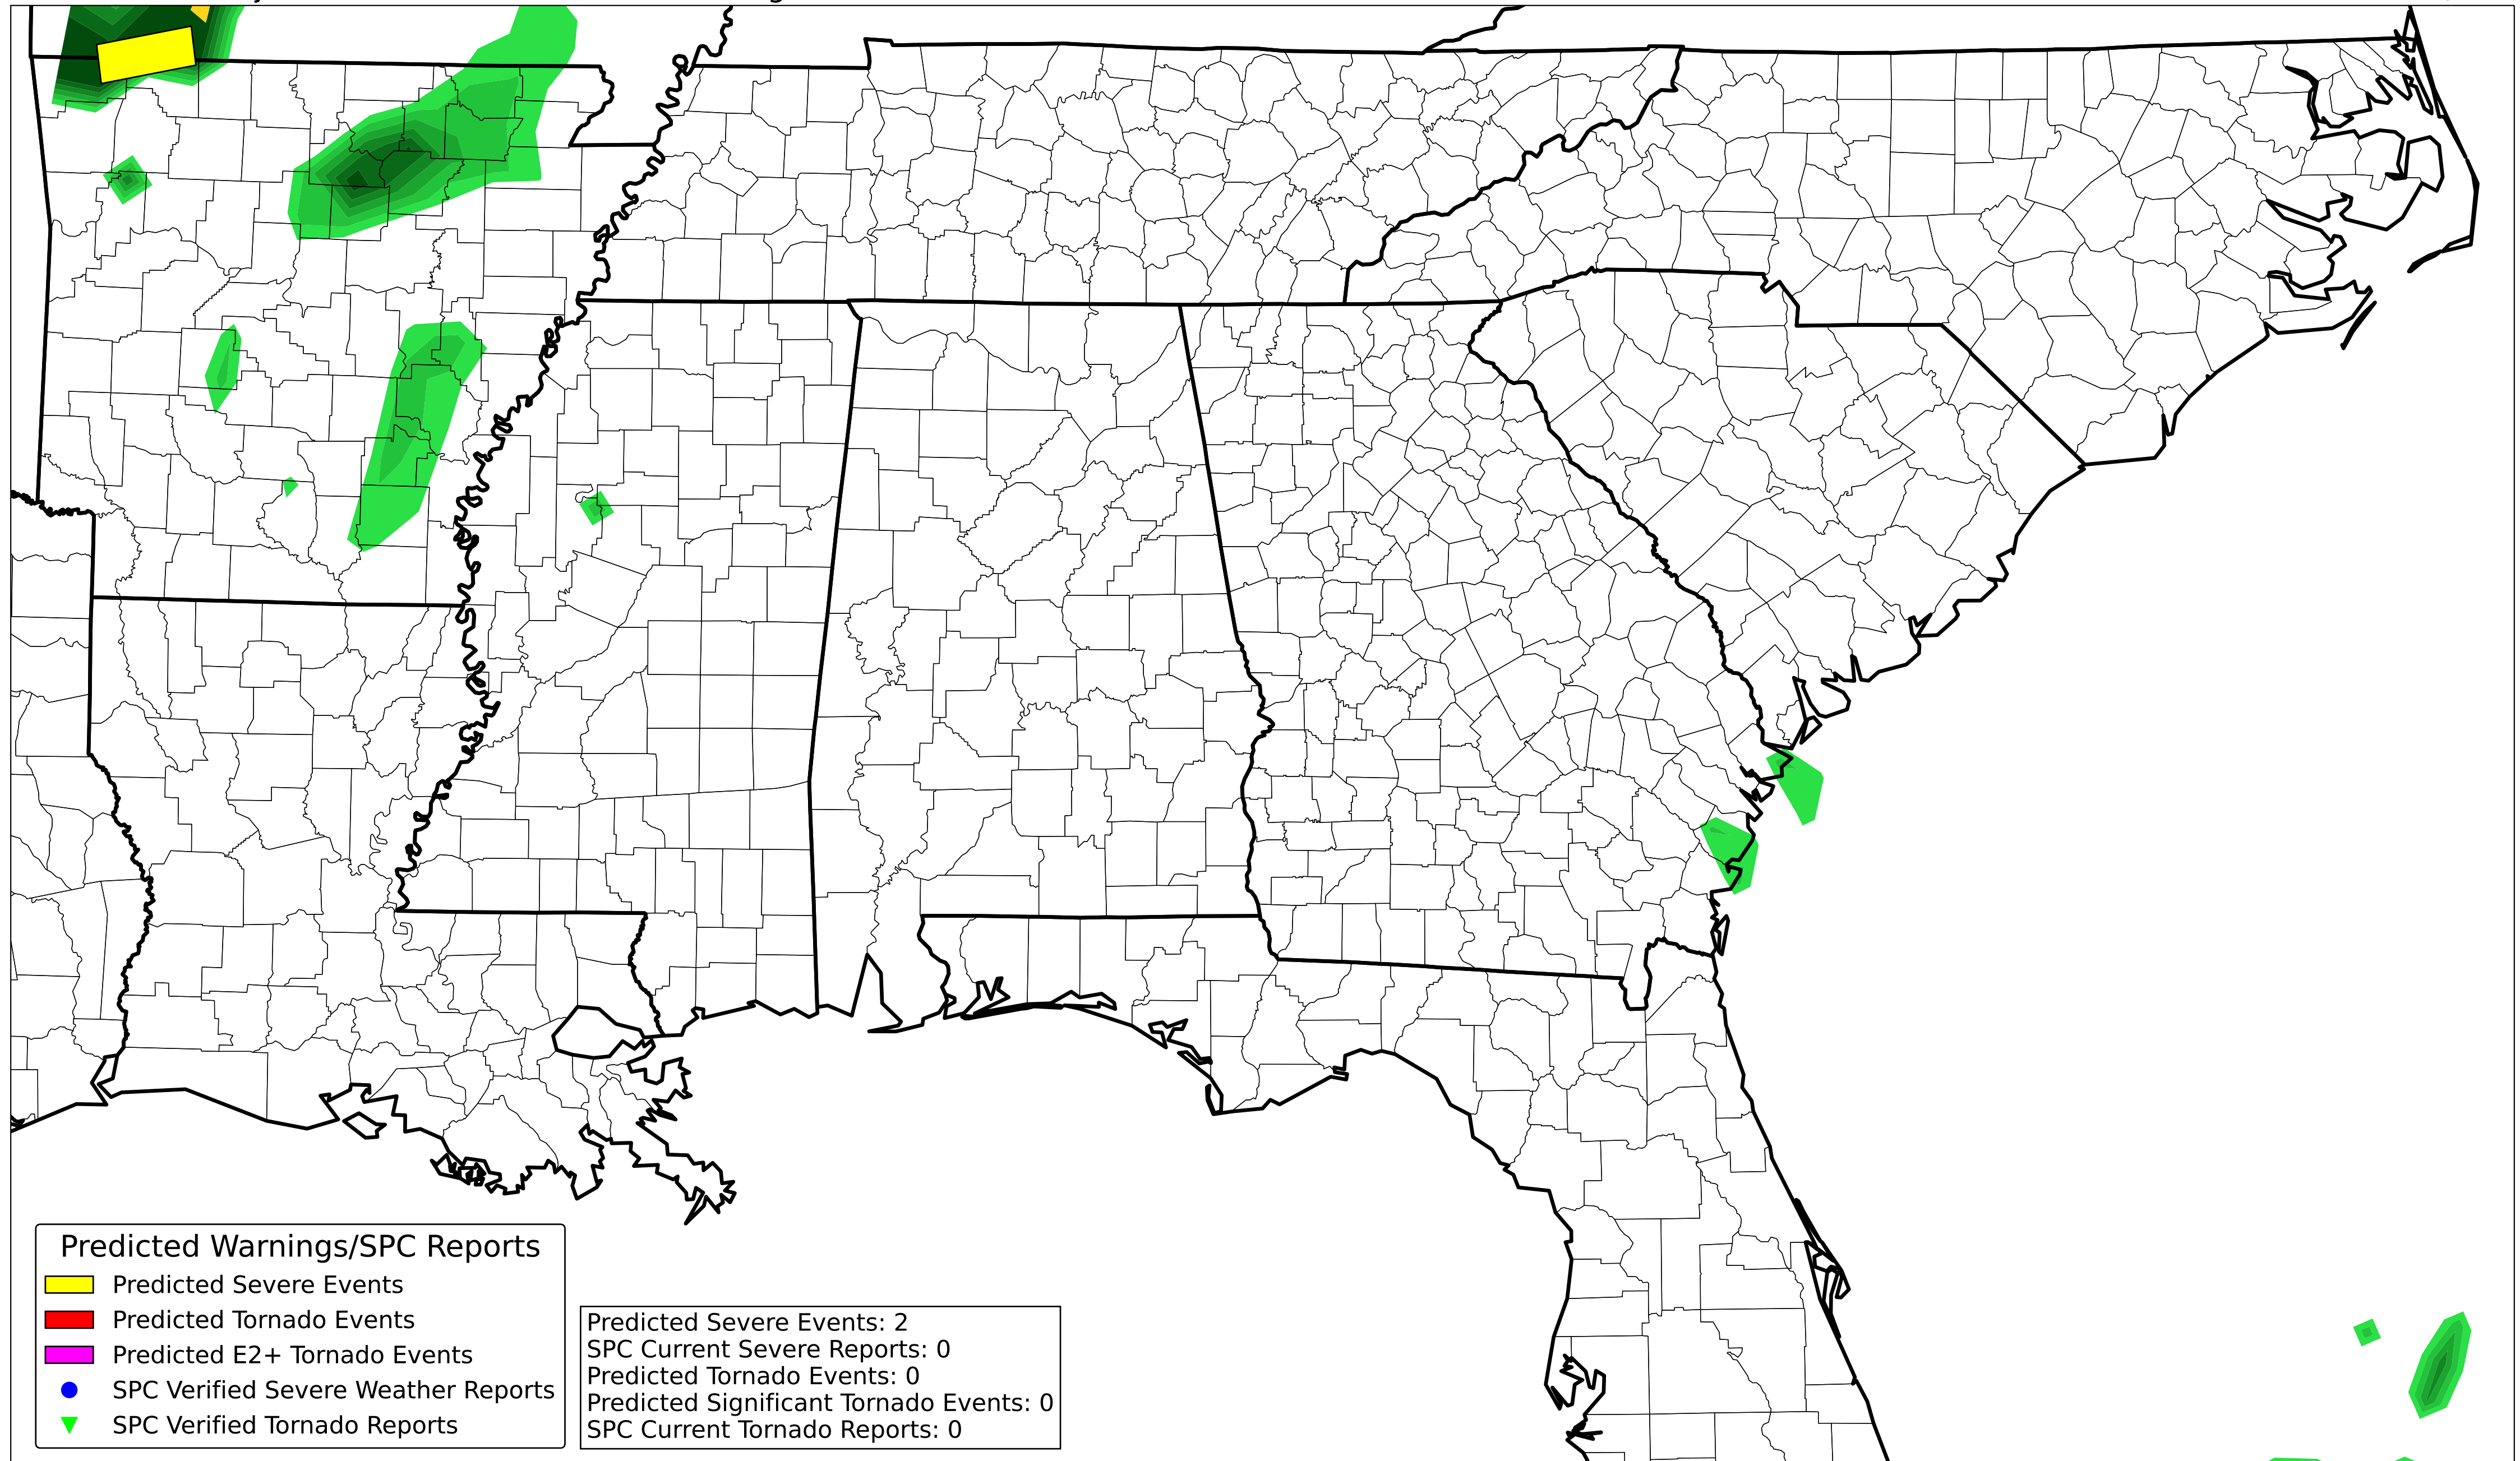 Predicted Warnings/SPC Reports
Predicted Severe Events
Predicted Tornado Events
Predicted E2+ Tornado Events
SPC Verified Severe Weather Reports
SPC Verified Tornado Reports
Predicted Severe Events: 2
SPC Current Severe Reports: 0
Predicted Tornado Events: 0
Predicted Significant Tornado Events: 0
SPC Current Tornado Reports: 0